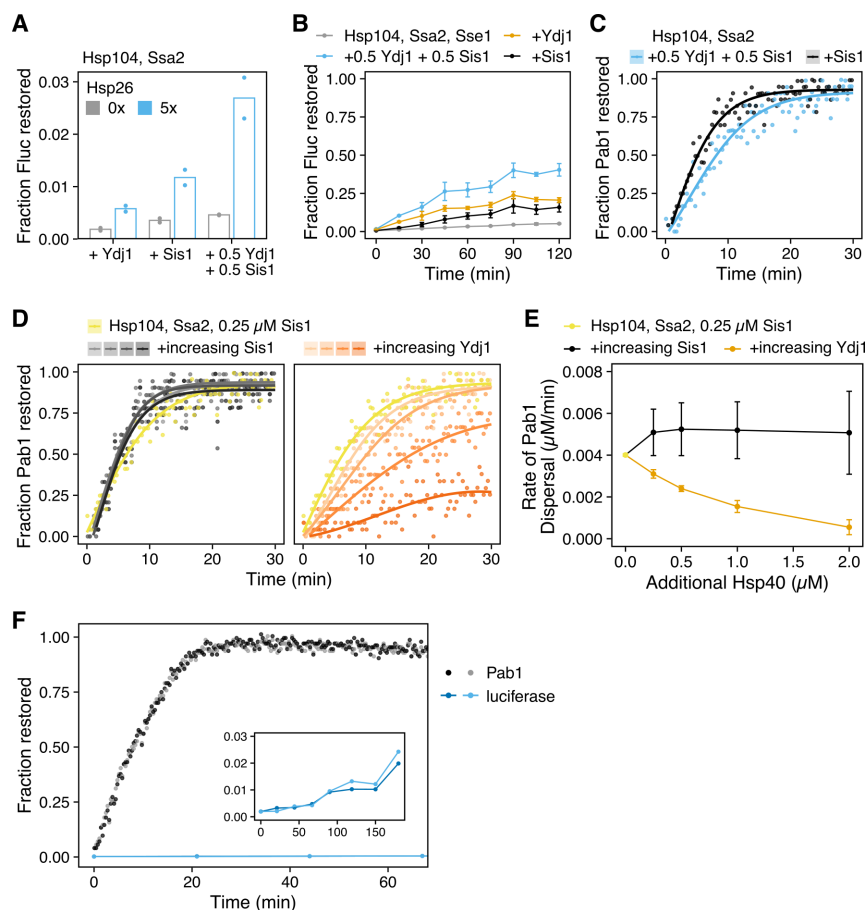 A
Hsp104, Ssa2
Hsp26
0x 5x
Fraction Fluc restored
0.03
0.02
0.01
0.00
+ Ydj1
+ Sis1
+ 0.5 Ydj1
+ 0.5 Sis1
B
Hsp104, Ssa2, Sse1 +Ydj1
+0.5 Ydj1 + 0.5 Sis1 +Sis1
Fraction Fluc restored
1.00
0.75
0.50
0.25
0.00
0 30 60 90 120
Time (min)
C
Hsp104, Ssa2
+0.5 Ydj1 + 0.5 Sis1 +Sis1
Fraction Pab1 restored
1.00
0.75
0.50
0.25
0.00
0 10 20 30
Time (min)
D
Hsp104, Ssa2, 0.25 µM Sis1
+increasing Sis1 +increasing Ydj1
Fraction Pab1 restored
1.00
0.75
0.50
0.25
0.00
0 10 20 30 0 10 20 30
Time (min)
E
Hsp104, Ssa2, 0.25 µM Sis1
+increasing Sis1 +increasing Ydj1
Rate of Pab1
Dispersal (µM/min)
0.008
0.006
0.004
0.002
0.000
0.0 0.5 1.0 1.5 2.0
Additional Hsp40 (µM)
F
Fraction restored
1.00
0.75
0.50
0.25
0.00
0 20 40 60
Time (min)
Pab1
luciferase
0.03
0.02
0.01
0.00
0 50 100 150